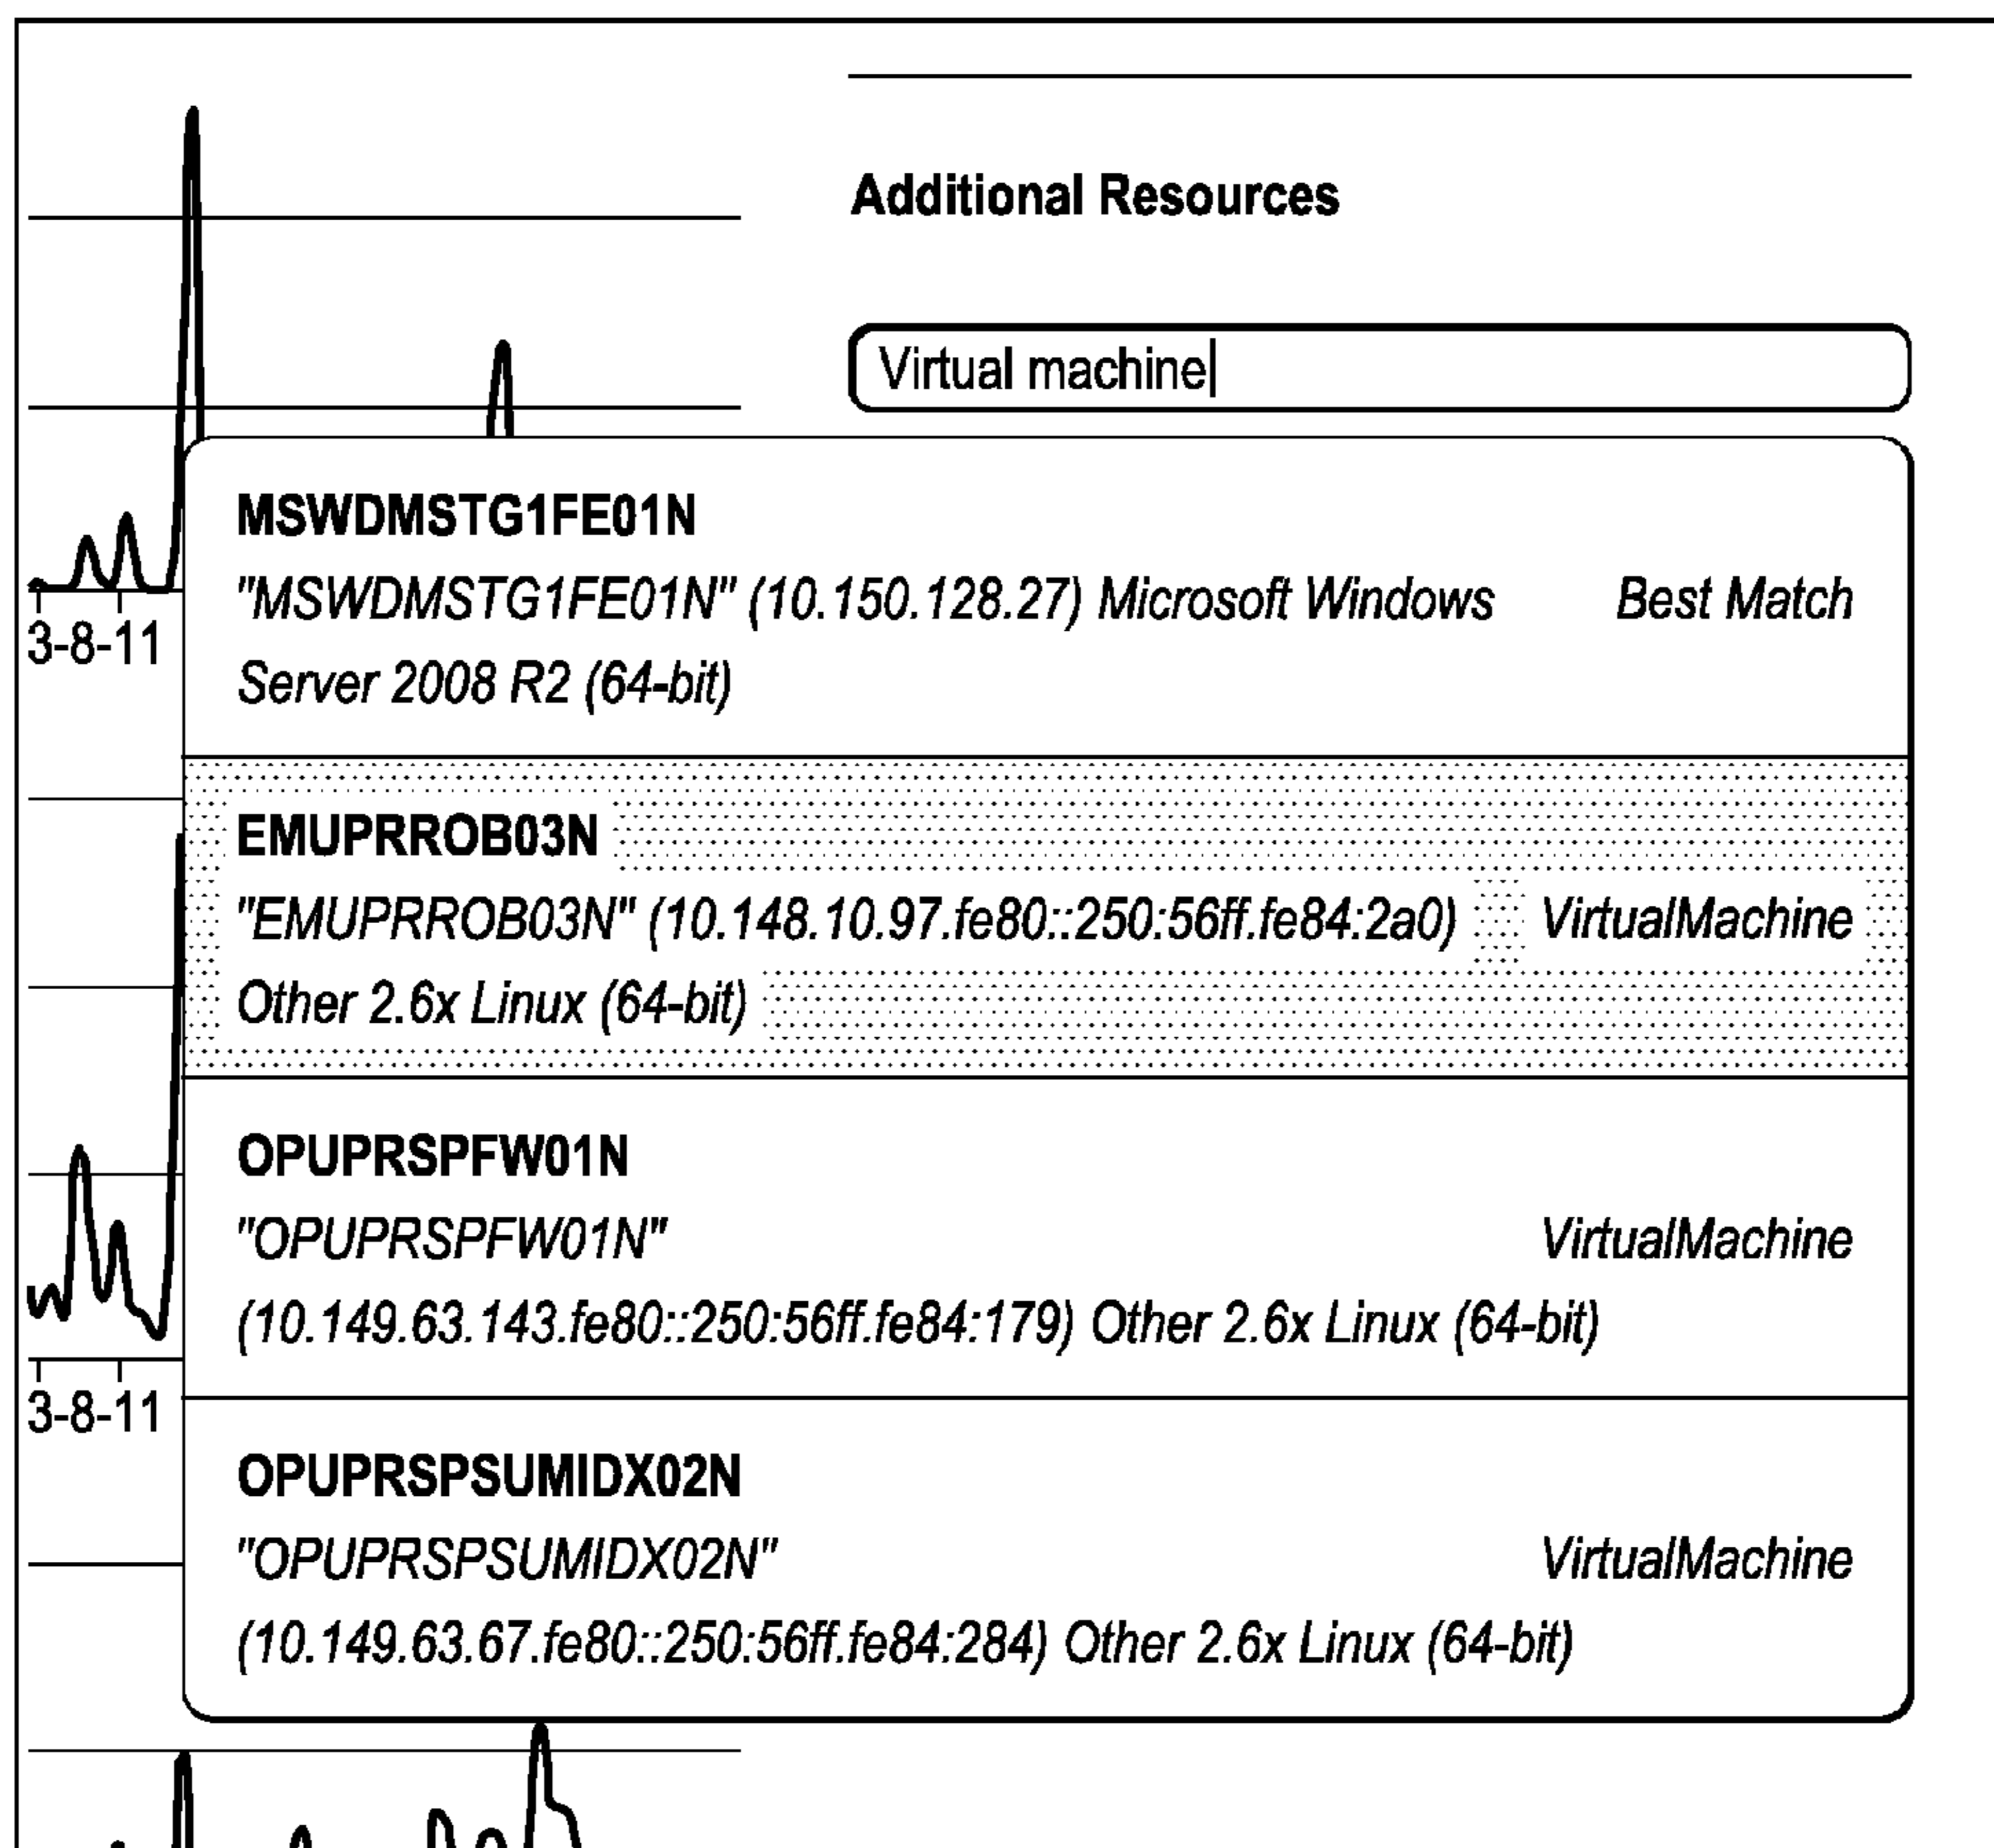 Additional Resources
Virtual machine
MSWDMSTG1FE01N
"MSWDMSTG1FE01N" (10.150.128.27) Microsoft Windows Best Match
Server 2008 R2 (64-bit)
3-8-11
EMUPRROB03N
"EMUPRROB03N" (10.148.10.97.fe80::250:56ff.fe84:2a0) VirtualMachine
Other 2.6x Linux (64-bit)
OPUPRSPFW01N
"OPUPRSPFW01N" VirtualMachine
(10.149.63.143.fe80::250:56ff.fe84:179) Other 2.6x Linux (64-bit)
3-8-11
OPUPRSPSUMIDX02N
"OPUPRSPSUMIDX02N" VirtualMachine
(10.149.63.67.fe80::250:56ff.fe84:284) Other 2.6x Linux (64-bit)